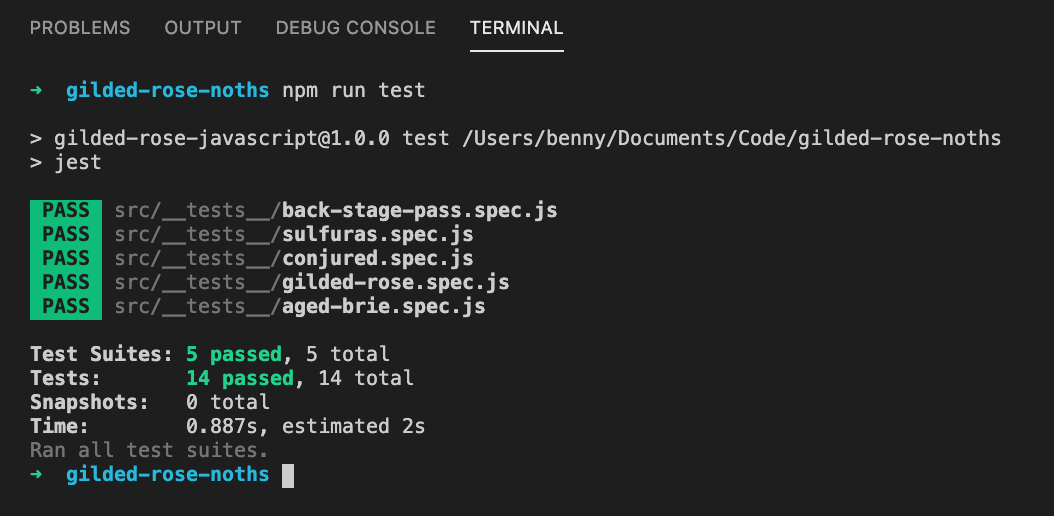 PROBLEMS OUTPUT DEBUG CONSOLE TERMINAL
➜ gilded-rose-noths npm run test
> gilded-rose-javascript@1.0.0 test /Users/benny/Documents/Code/gilded-rose-noths
> jest
PASS src/__tests__/back-stage-pass.spec.js
PASS src/__tests__/sulfuras.spec.js
PASS src/__tests__/conjured.spec.js
PASS src/__tests__/gilded-rose.spec.js
PASS src/__tests__/aged-brie.spec.js
Test Suites: 5 passed, 5 total
Tests: 14 passed, 14 total
Snapshots: 0 total
Time: 0.887s, estimated 2s
Ran all test suites.
➜ gilded-rose-noths